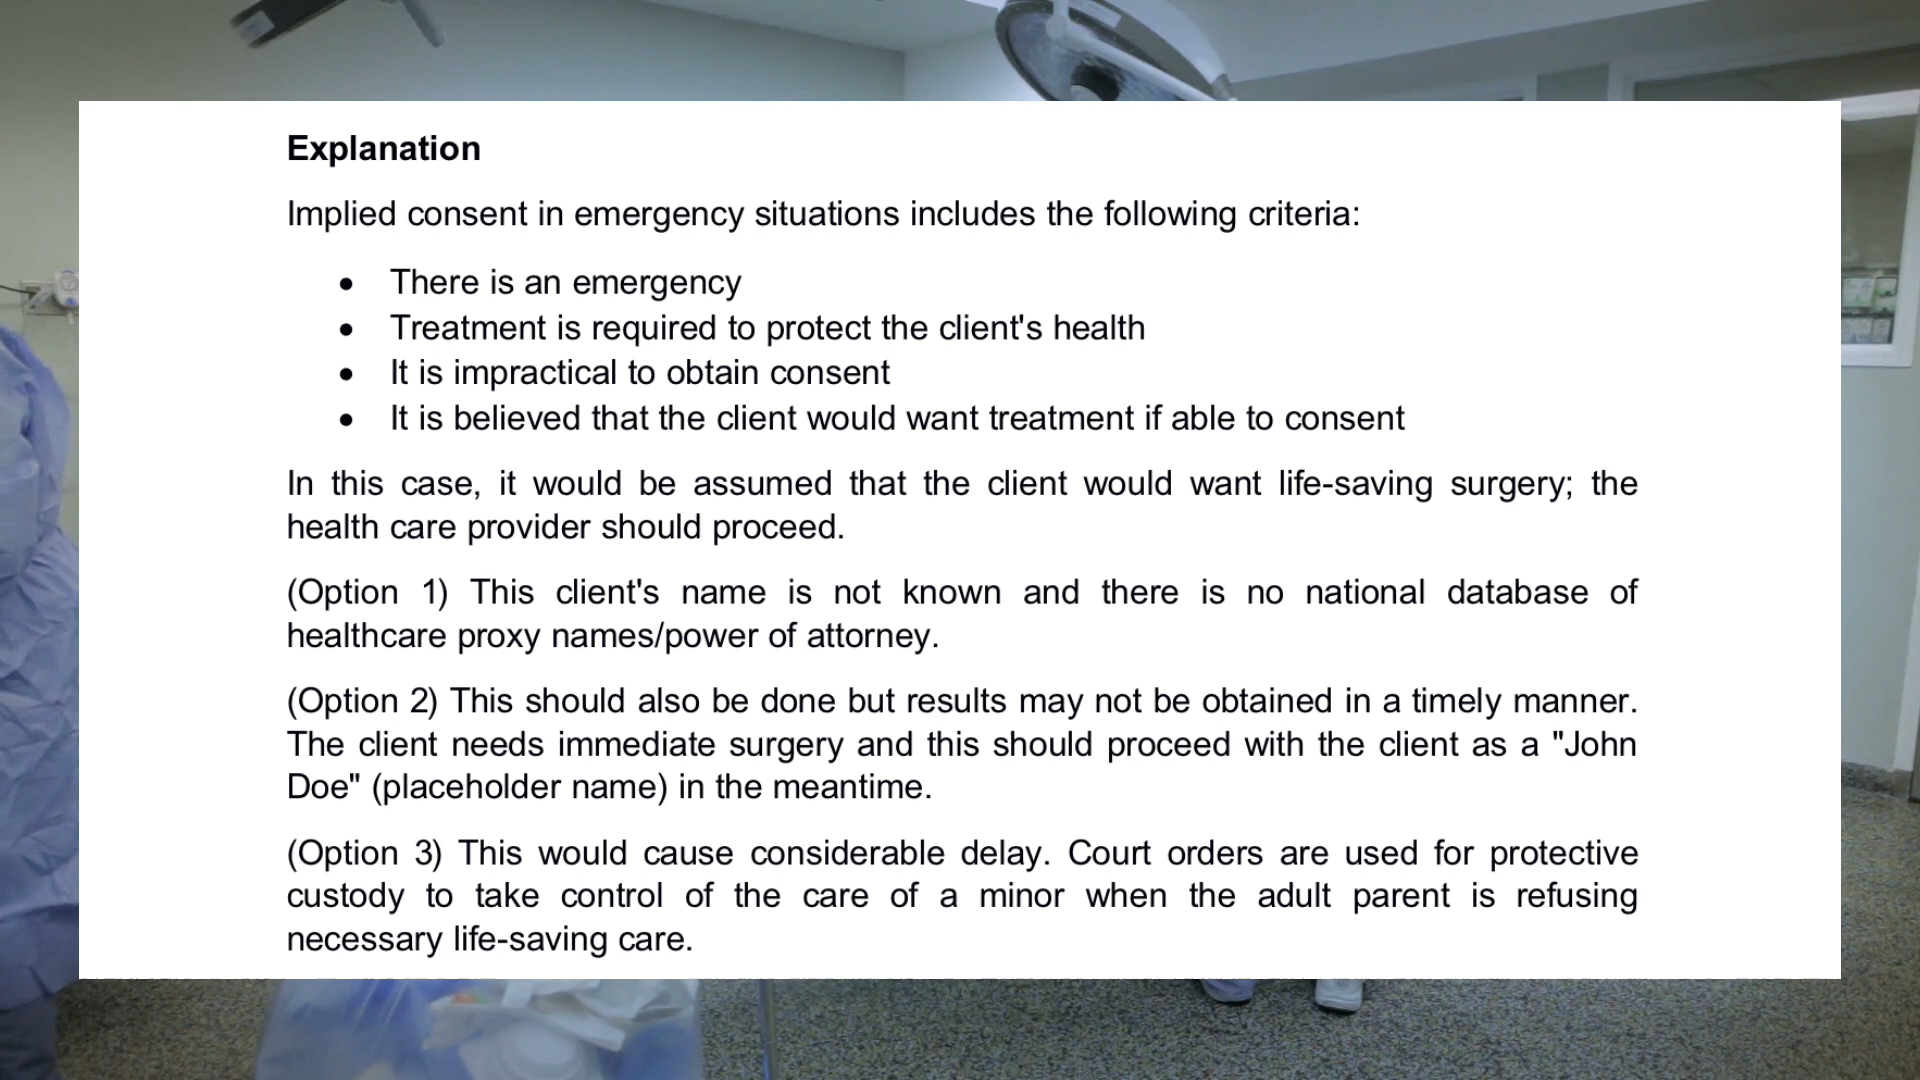 Explanation
Implied consent in emergency situations includes the following criteria:
• There is an emergency
• Treatment is required to protect the client's health
• It is impractical to obtain consent
• It is believed that the client would want treatment if able to consent
In this case, it would be assumed that the client would want life-saving surgery; the
health care provider should proceed.
(Option 1) This client's name is not known and there is no national database of
healthcare proxy names/power of attorney.
(Option 2) This should also be done but results may not be obtained in a timely manner.
The client needs immediate surgery and this should proceed with the client as a "John
Doe" (placeholder name) in the meantime.
(Option 3) This would cause considerable delay. Court orders are used for protective
custody to take control of the care of a minor when the adult parent is refusing
necessary life-saving care.